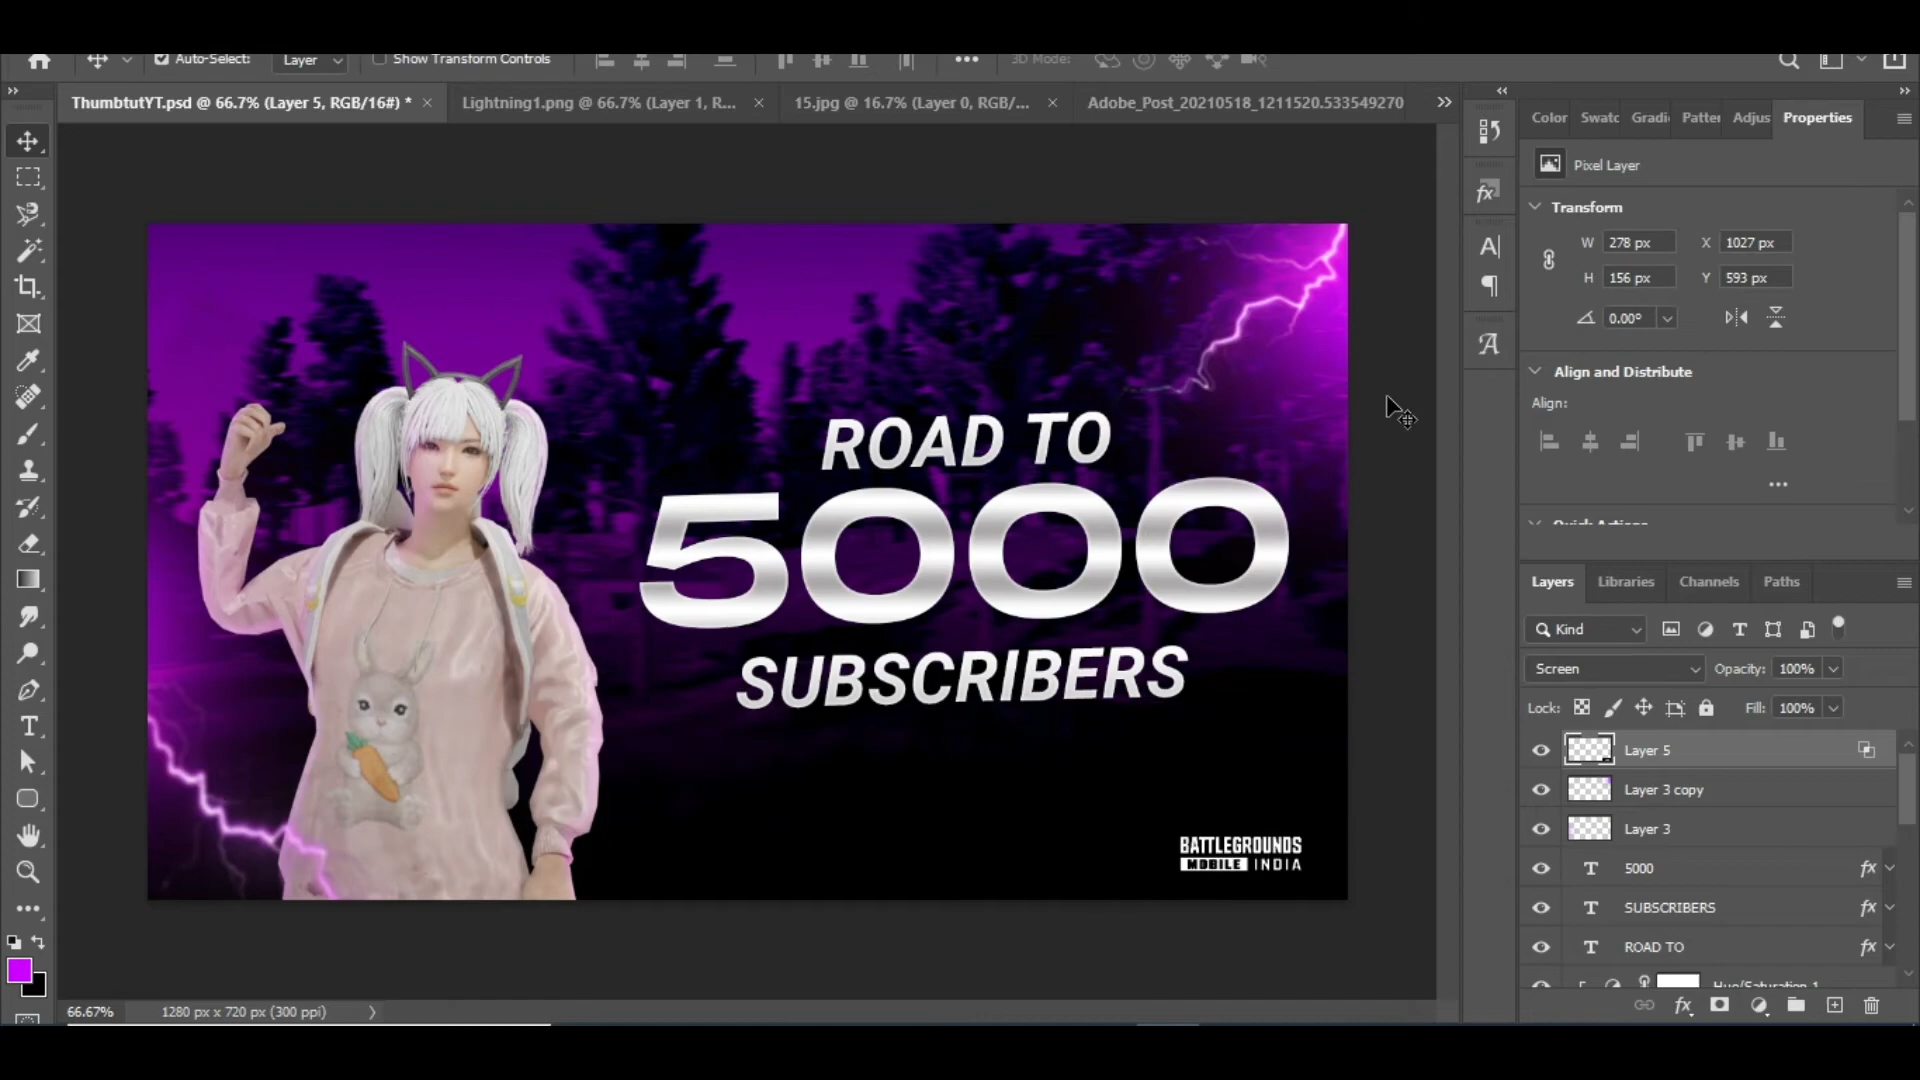 Auto-Select: Layer Show Transform Controls 3D Mode:
ThumbtutYT.psd @ 66.7% (Layer 5, RGB/16#) * Lightning1.png @ 66.7% (Layer 1, R... 15.jpg @ 16.7% (Layer 0, RGB/... Adobe_Post_20210518_1211520.533549270
Color Swatc Gradi Patter Adjus Properties
Pixel Layer
Transform
W 278 px X 1027 px
H 156 px Y 593 px
0.00°
Align and Distribute
Align:
Quick Actions
ROAD TO
5000
SUBSCRIBERS
BATTLEGROUNDS
MOBILE INDIA
Layers Libraries Channels Paths
Kind
Screen Opacity: 100%
Lock: Fill: 100%
Layer 5
Layer 3 copy
Layer 3
5000 fx
SUBSCRIBERS fx
ROAD TO fx
Hue/Saturation 1
66.67% 1280 px x 720 px (300 ppi)